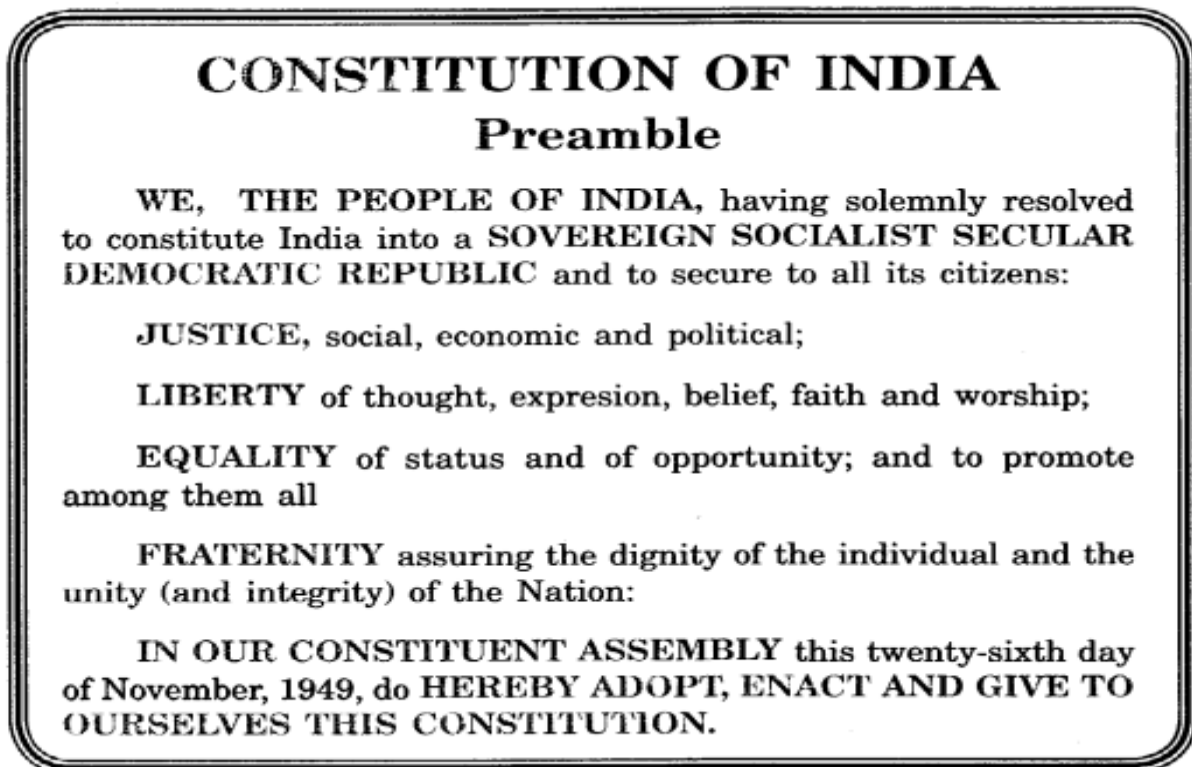 CONSTITUTION OF INDIA
Preamble
WE, THE PEOPLE OF INDIA, having solemnly resolved
to constitute India into a SOVEREIGN SOCIALIST SECULAR
DEMOCRATIC REPUBLIC and to secure to all its citizens:
JUSTICE, social, economic and political;
LIBERTY of thought, expresion, belief, faith and worship;
EQUALITY of status and of opportunity; and to promote
among them all
FRATERNITY assuring the dignity of the individual and the
unity (and integrity) of the Nation:
IN OUR CONSTITUENT ASSEMBLY this twenty-sixth day
of November, 1949, do HEREBY ADOPT, ENACT AND GIVE TO
OURSELVES THIS CONSTITUTION.